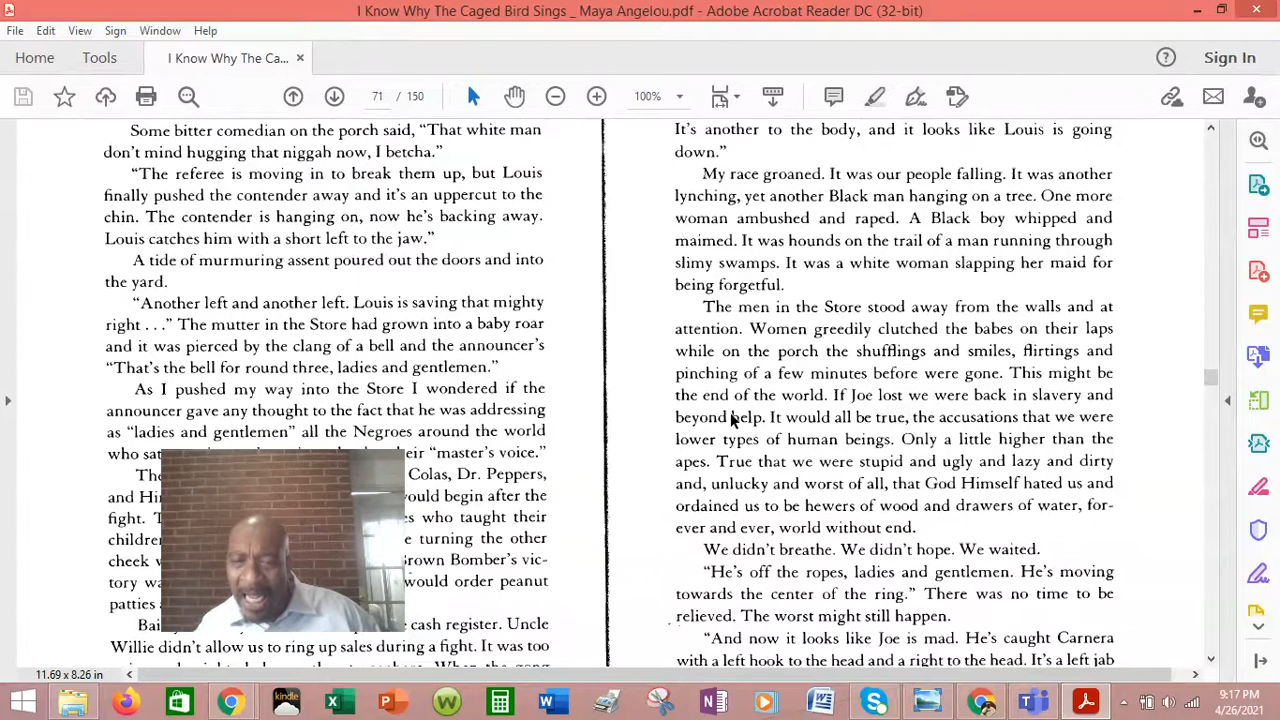 I Know Why The Caged Bird Sings _ Maya Angelou.pdf - Adobe Acrobat Reader DC (32-bit)
File Edit View Sign Window Help
Home Tools I Know Why The Ca... × Sign In
71 / 150 100%
Some bitter comedian on the porch said, “That white man
don’t mind hugging that niggah now, I betcha.”
“The referee is moving in to break them up, but Louis
finally pushed the contender away and it’s an uppercut to the
chin. The contender is hanging on, now he’s backing away.
Louis catches him with a short left to the jaw.”
A tide of murmuring assent poured out the doors and into
the yard.
“Another left and another left. Louis is saving that mighty
right . . .” The mutter in the Store had grown into a baby roar
and it was pierced by the clang of a bell and the announcer’s
“That’s the bell for round three, ladies and gentlemen.”
As I pushed my way into the Store I wondered if the
announcer gave any thought to the fact that he was addressing
as “ladies and gentlemen” all the Negroes around the world
who sat “master’s voice.”
Colas, Dr. Peppers,
and Hi would begin after the
fight. who taught their
childre turning the other
cheek Brown Bomber’s vic-
tory wa would order peanut
patties
cash register. Uncle
Willie didn’t allow us to ring up sales during a fight. It was too
It’s another to the body, and it looks like Louis is going
down.”
My race groaned. It was our people falling. It was another
lynching, yet another Black man hanging on a tree. One more
woman ambushed and raped. A Black boy whipped and
maimed. It was hounds on the trail of a man running through
slimy swamps. It was a white woman slapping her maid for
being forgetful.
The men in the Store stood away from the walls and at
attention. Women greedily clutched the babes on their laps
while on the porch the shufflings and smiles, flirtings and
pinching of a few minutes before were gone. This might be
the end of the world. If Joe lost we were back in slavery and
beyond help. It would all be true, the accusations that we were
lower types of human beings. Only a little higher than the
apes. True that we were stupid and ugly and lazy and dirty
and, unlucky and worst of all, that God Himself hated us and
ordained us to be hewers of wood and drawers of water, for-
ever and ever, world without end.
We didn’t breathe. We didn’t hope. We waited.
“He’s off the ropes, ladies and gentlemen. He’s moving
towards the center of the ring.” There was no time to be
relieved. The worst might still happen.
“And now it looks like Joe is mad. He’s caught Carnera
with a left hook to the head and a right to the head. It’s a left jab
11.69 x 8.26 in
kindle
9:17 PM
4/26/2021